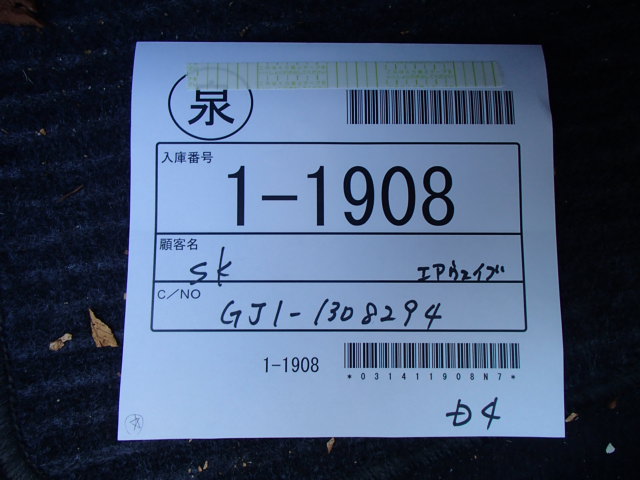 泉
入庫番号
1-1908
顧客名
SK エアウェイブ
C/NO
GJ1-1308294
1-1908
*031411908N7*
D4